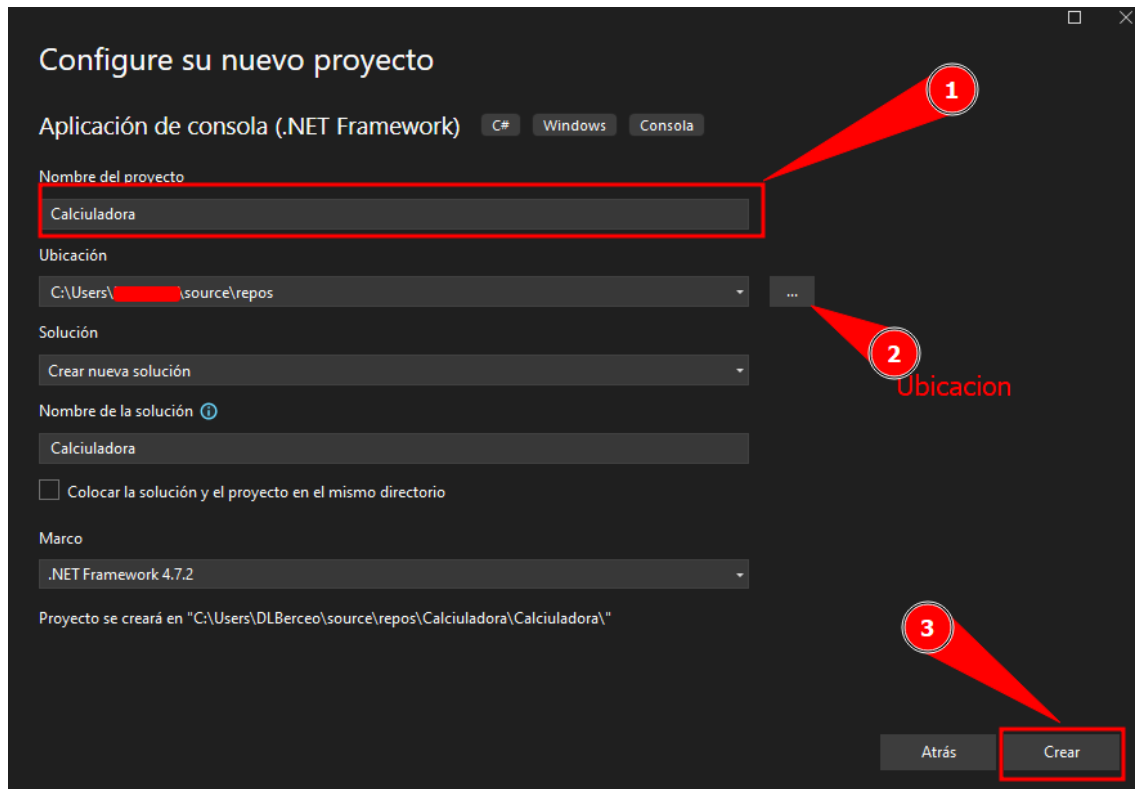 Configure su nuevo proyecto
Aplicación de consola (.NET Framework) C# Windows Consola
1
Nombre del proyecto
Calciuladora
Ubicación
C:\Users\ \source\repos ...
Solución
2
Crear nueva solución
Ubicacion
Nombre de la solución
Calciuladora
Colocar la solución y el proyecto en el mismo directorio
Marco
.NET Framework 4.7.2
Proyecto se creará en "C:\Users\DLBerceo\source\repos\Calciuladora\Calciuladora\"
3
Atrás Crear